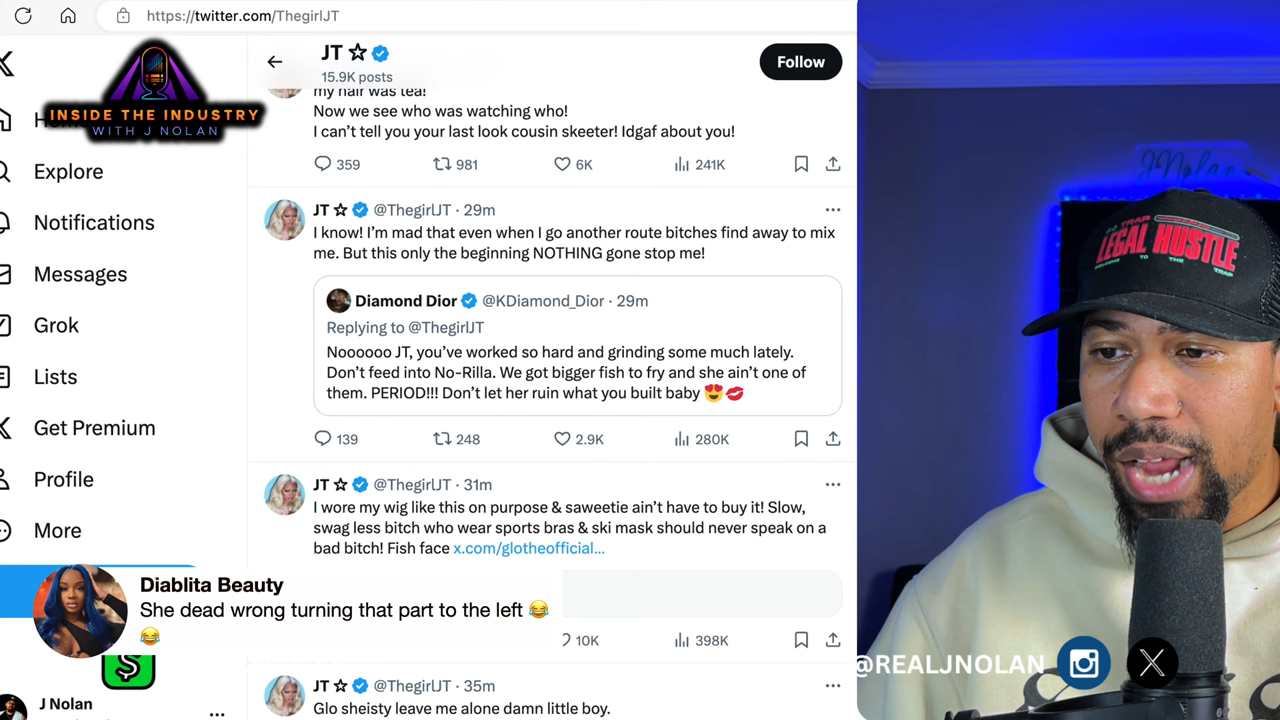 https://twitter.com/ThegirlJT
JT ☆
15.9K posts
Follow
INSIDE THE INDUSTRY
WITH J NOLAN
my hair was tea!
Now we see who was watching who!
I can't tell you your last look cousin skeeter! Idgaf about you!
359 981 6K 241K
Explore
Notifications
Messages
Grok
Lists
Get Premium
Profile
More
JT ☆ @ThegirlJT · 29m
I know! I'm mad that even when I go another route bitches find away to mix
me. But this only the beginning NOTHING gone stop me!
Diamond Dior @KDiamond_Dior · 29m
Replying to @ThegirlJT
Noooooo JT, you've worked so hard and grinding some much lately.
Don't feed into No-Rilla. We got bigger fish to fry and she ain't one of
them. PERIOD!!! Don't let her ruin what you built baby 😍💋
139 248 2.9K 280K
JT ☆ @ThegirlJT · 31m
I wore my wig like this on purpose & saweetie ain't have to buy it! Slow,
swag less bitch who wear sports bras & ski mask should never speak on a
bad bitch! Fish face x.com/glotheofficial...
10K 398K
JT ☆ @ThegirlJT · 35m
Glo sheisty leave me alone damn little boy.
Diablita Beauty
She dead wrong turning that part to the left 😂
😂
J Nolan
JNolan
TRAP
LEGAL HUSTLE
WELCOME TO THE TRAP
@REALJNOLAN